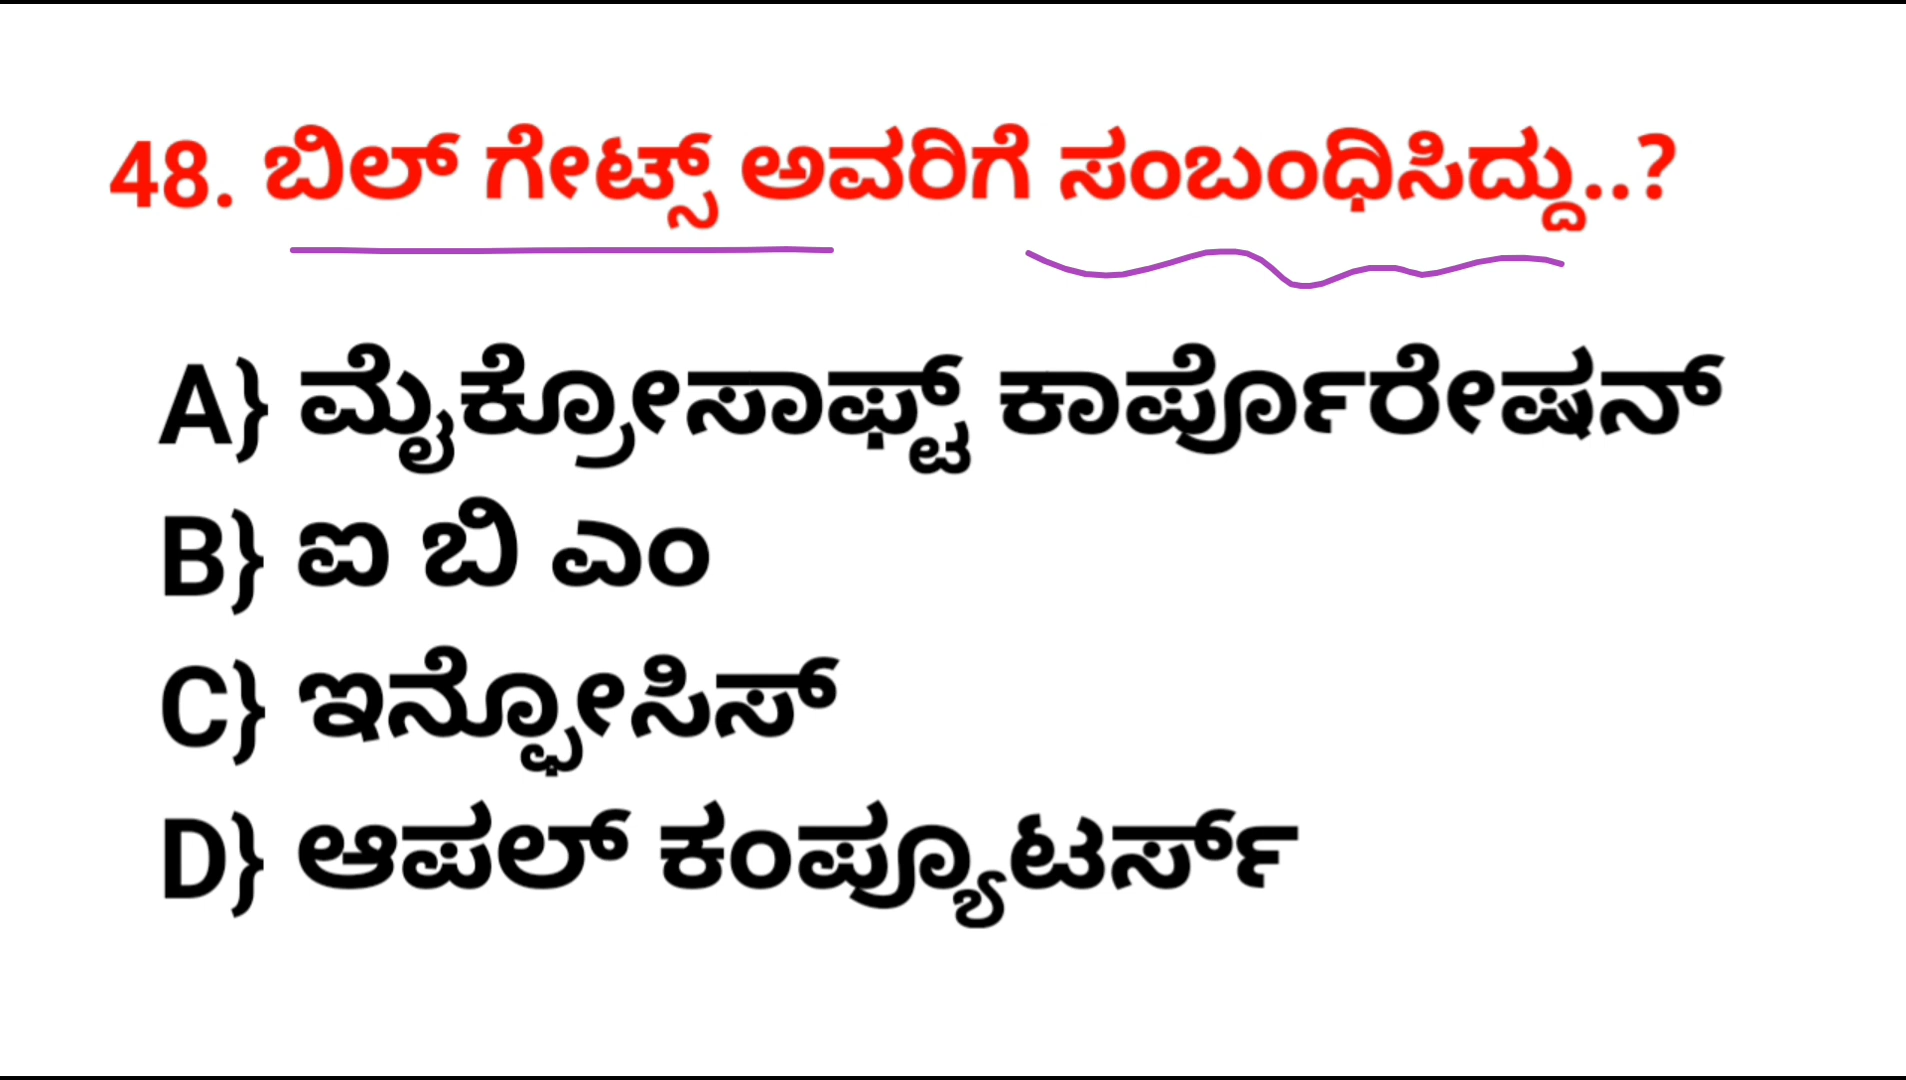 48. ಬಿಲ್ ಗೇಟ್ಸ್ ಅವರಿಗೆ ಸಂಬಂಧಿಸಿದ್ದು..?
A} ಮೈಕ್ರೋಸಾಫ್ಟ್ ಕಾರ್ಪೊರೇಷನ್
B} ಐ ಬಿ ಎಂ
C} ಇನ್ಫೋಸಿಸ್
D} ಆಪಲ್ ಕಂಪ್ಯೂಟರ್ಸ್